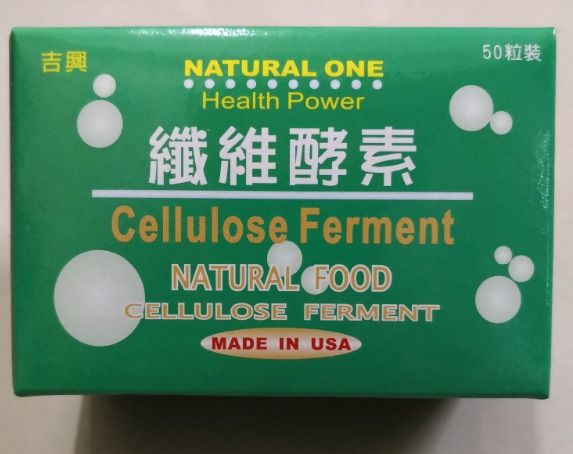 吉興
NATURAL ONE
50粒裝
Health Power
纖維酵素
Cellulose Ferment
NATURAL FOOD
CELLULOSE FERMENT
MADE IN USA